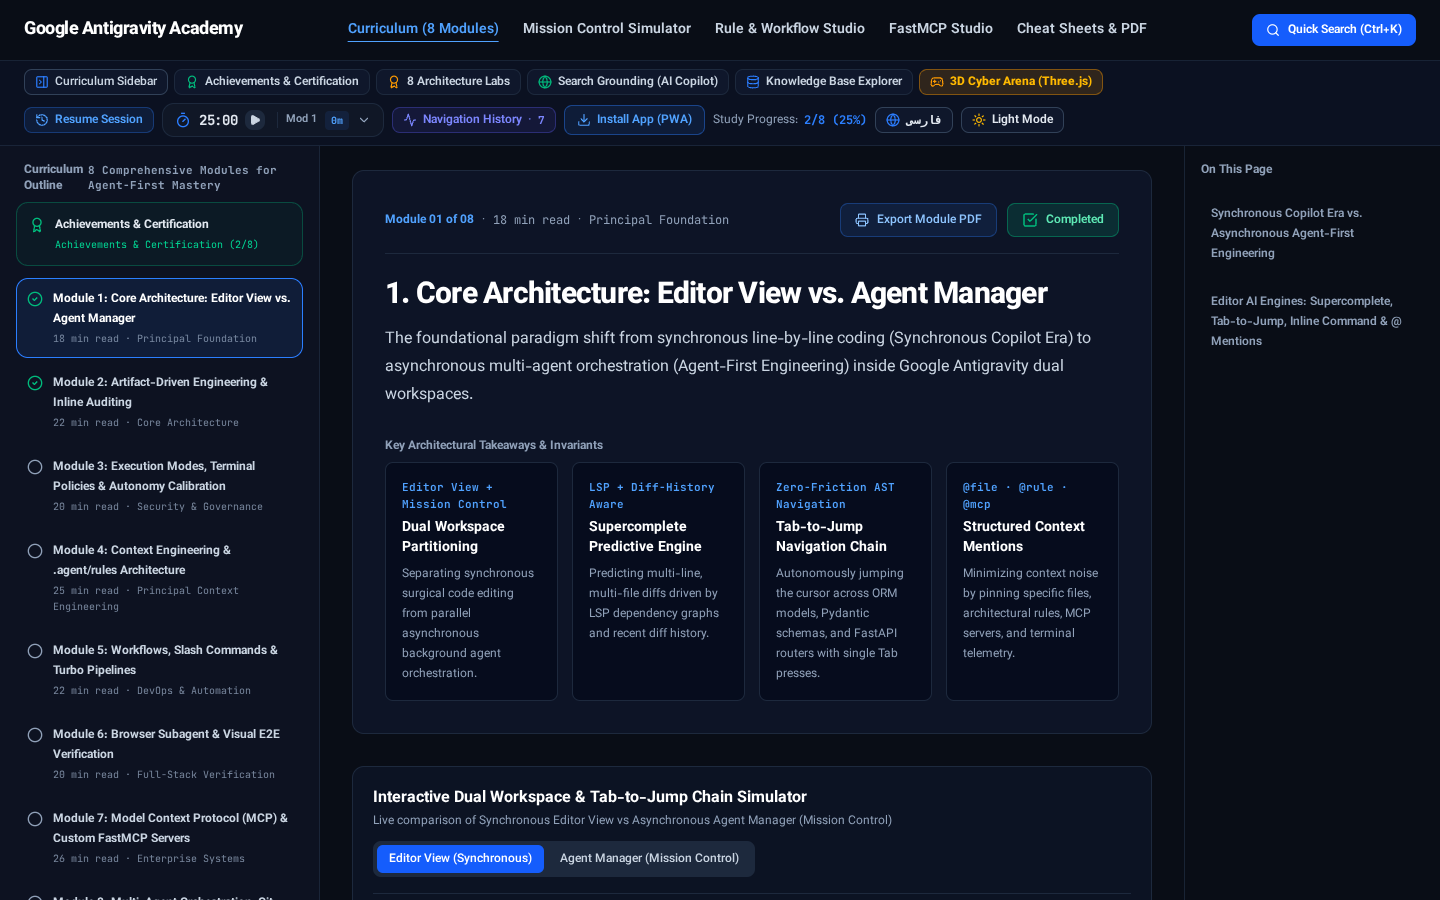 Google Antigravity Academy
Curriculum (8 Modules)
Mission Control Simulator
Rule & Workflow Studio
FastMCP Studio
Cheat Sheets & PDF
Quick Search (Ctrl+K)
Curriculum Sidebar
Achievements & Certification
8 Architecture Labs
Search Grounding (AI Copilot)
Knowledge Base Explorer
3D Cyber Arena (Three.js)
Resume Session
25:00
Mod 1
0m
Navigation History · 7
Install App (PWA)
Study Progress: 2/8 (25%)
فارسی
Light Mode
Curriculum Outline
8 Comprehensive Modules for
Agent-First Mastery
Achievements & Certification
Achievements & Certification (2/8)
Module 1: Core Architecture: Editor View vs.
Agent Manager
18 min read · Principal Foundation
Module 2: Artifact-Driven Engineering &
Inline Auditing
22 min read · Core Architecture
Module 3: Execution Modes, Terminal
Policies & Autonomy Calibration
20 min read · Security & Governance
Module 4: Context Engineering &
.agent/rules Architecture
25 min read · Principal Context
Engineering
Module 5: Workflows, Slash Commands &
Turbo Pipelines
22 min read · DevOps & Automation
Module 6: Browser Subagent & Visual E2E
Verification
20 min read · Full-Stack Verification
Module 7: Model Context Protocol (MCP) &
Custom FastMCP Servers
26 min read · Enterprise Systems
Module 01 of 08 · 18 min read · Principal Foundation
Export Module PDF
Completed
1. Core Architecture: Editor View vs. Agent Manager
The foundational paradigm shift from synchronous line-by-line coding (Synchronous Copilot Era) to
asynchronous multi-agent orchestration (Agent-First Engineering) inside Google Antigravity dual
workspaces.
Key Architectural Takeaways & Invariants
Editor View +
Mission Control
Dual Workspace
Partitioning
Separating synchronous
surgical code editing
from parallel
asynchronous
background agent
orchestration.
LSP + Diff-History
Aware
Supercomplete
Predictive Engine
Predicting multi-line,
multi-file diffs driven by
LSP dependency graphs
and recent diff history.
Zero-Friction AST
Navigation
Tab-to-Jump
Navigation Chain
Autonomously jumping
the cursor across ORM
models, Pydantic
schemas, and FastAPI
routers with single Tab
presses.
@file · @rule ·
@mcp
Structured Context
Mentions
Minimizing context noise
by pinning specific files,
architectural rules, MCP
servers, and terminal
telemetry.
Interactive Dual Workspace & Tab-to-Jump Chain Simulator
Live comparison of Synchronous Editor View vs Asynchronous Agent Manager (Mission Control)
Editor View (Synchronous)
Agent Manager (Mission Control)
On This Page
Synchronous Copilot Era vs.
Asynchronous Agent-First
Engineering
Editor AI Engines: Supercomplete,
Tab-to-Jump, Inline Command & @
Mentions